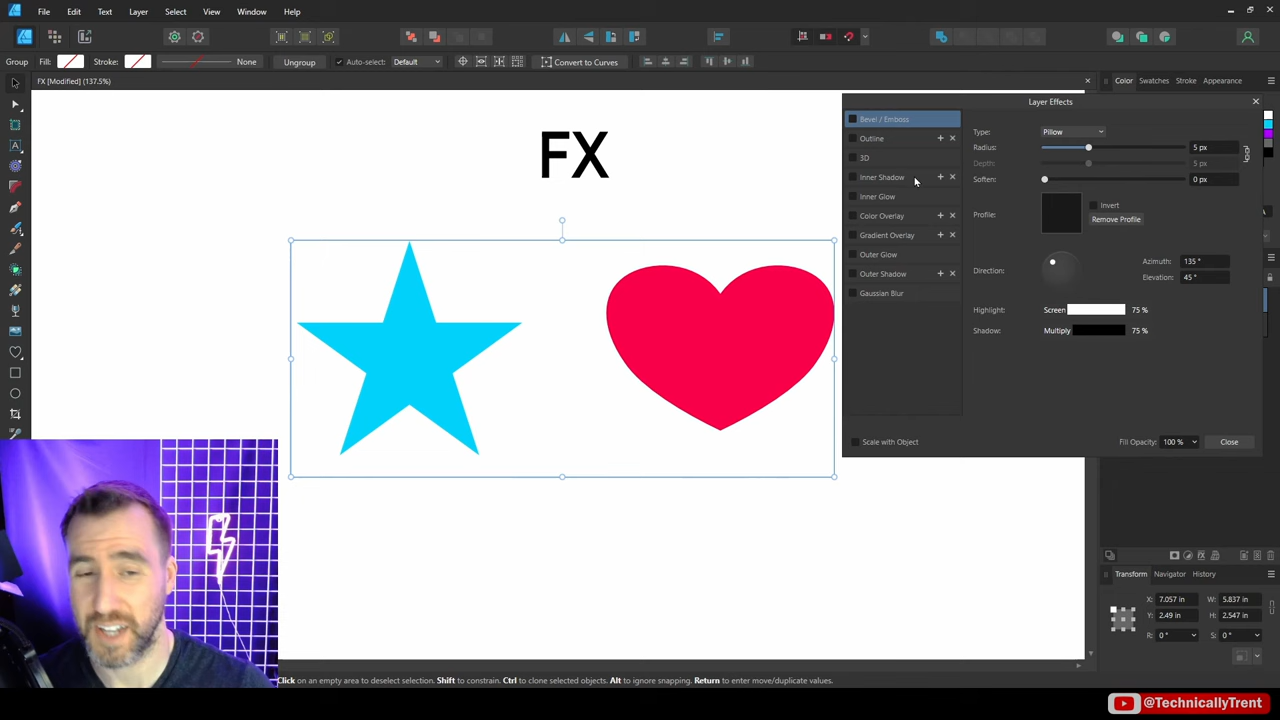 File Edit Text Layer Select View Window Help
Group Fill: Stroke: None Ungroup Auto-select: Default Convert to Curves
FX [Modified] (137.5%)
Color Swatches Stroke Appearance
FX
Layer Effects
Bevel / Emboss
Outline
3D
Inner Shadow
Inner Glow
Color Overlay
Gradient Overlay
Outer Glow
Outer Shadow
Gaussian Blur
Type: Pillow
Radius: 5 px
Depth: 5 px
Soften: 0 px
Profile: Invert
Remove Profile
Direction: Azimuth: 135 °
Elevation: 45 °
Highlight: Screen 75 %
Shadow: Multiply 75 %
Scale with Object
Fill Opacity: 100 % Close
Transform Navigator History
X: 7.057 in W: 5.837 in
Y: 2.49 in H: 2.547 in
R: 0 ° S: 0 °
Click on an empty area to deselect selection. Shift to constrain. Ctrl to clone selected objects. Alt to ignore snapping. Return to enter move/duplicate values.
@TechnicallyTrent